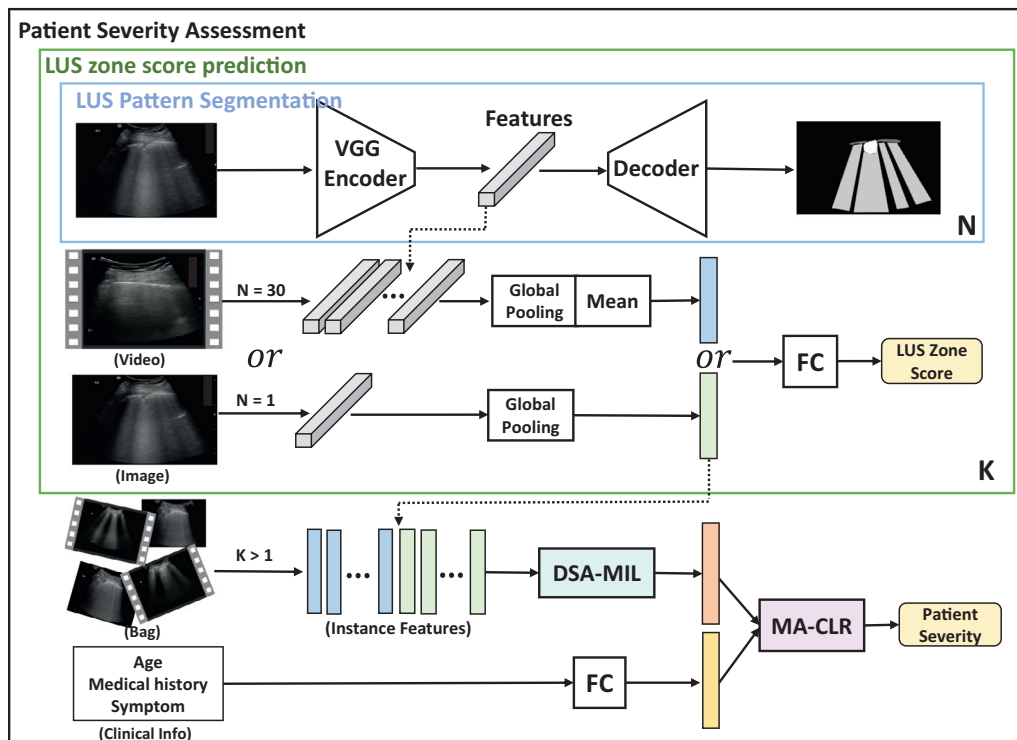 Patient Severity Assessment
LUS zone score prediction
LUS Pattern Segmentation
VGG
Encoder
Features
Decoder
N
N = 30
...
Global
Pooling
Mean
(Video)
or
or
FC
LUS Zone
Score
N = 1
Global
Pooling
(Image)
K
K > 1
...
...
DSA-MIL
(Bag)
(Instance Features)
MA-CLR
Patient
Severity
Age
Medical history
Symptom
FC
(Clinical Info)